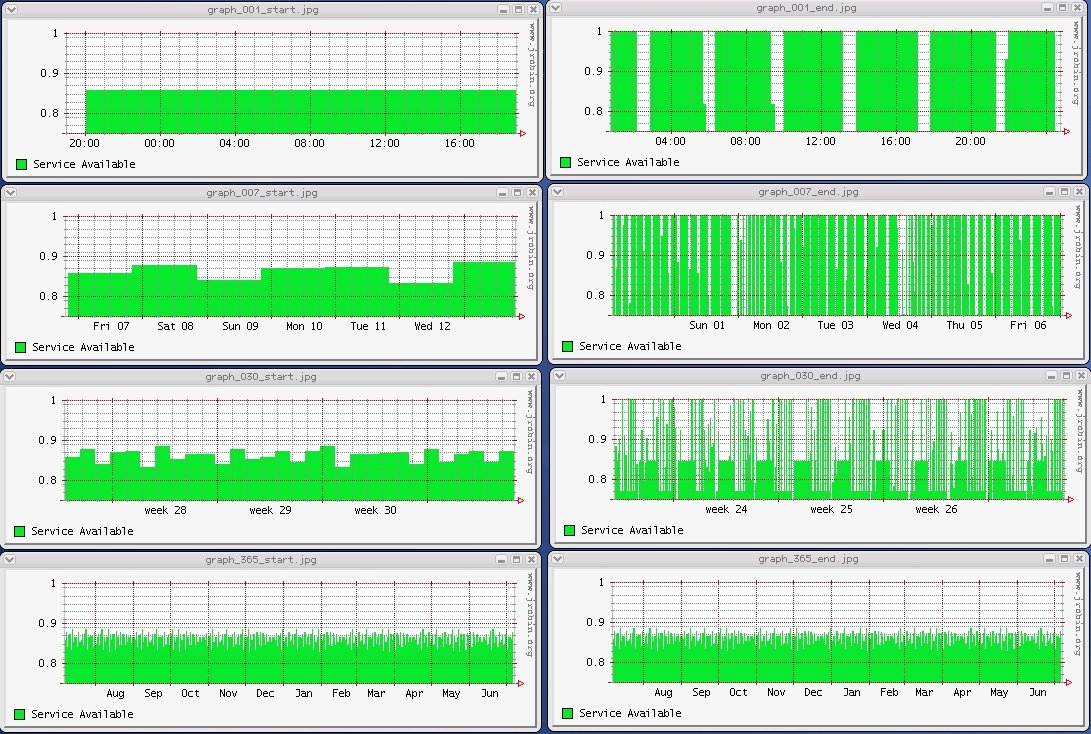 graph_001_start.jpg
1
0.9
0.8
20:00 00:00 04:00 08:00 12:00 16:00
Service Available
www.jrobin.org
graph_001_end.jpg
1
0.9
0.8
04:00 08:00 12:00 16:00 20:00
Service Available
www.jrobin.org
graph_007_start.jpg
1
0.9
0.8
Fri 07 Sat 08 Sun 09 Mon 10 Tue 11 Wed 12
Service Available
www.jrobin.org
graph_007_end.jpg
1
0.9
0.8
Sun 01 Mon 02 Tue 03 Wed 04 Thu 05 Fri 06
Service Available
www.jrobin.org
graph_030_start.jpg
1
0.9
0.8
week 28 week 29 week 30
Service Available
www.jrobin.org
graph_030_end.jpg
1
0.9
0.8
week 24 week 25 week 26
Service Available
www.jrobin.org
graph_365_start.jpg
1
0.9
0.8
Aug Sep Oct Nov Dec Jan Feb Mar Apr May Jun
Service Available
www.jrobin.org
graph_365_end.jpg
1
0.9
0.8
Aug Sep Oct Nov Dec Jan Feb Mar Apr May Jun
Service Available
www.jrobin.org